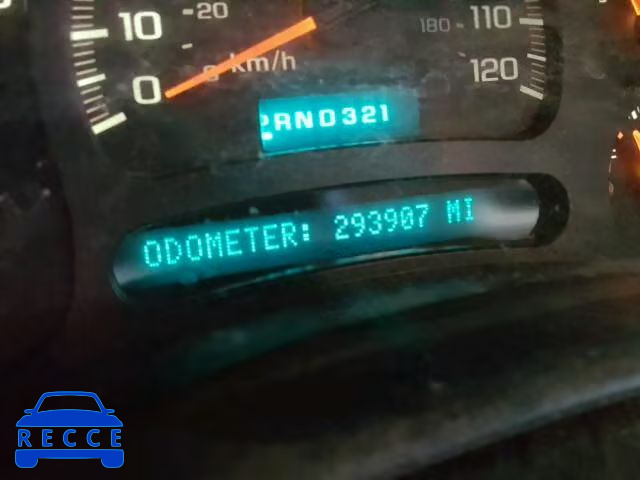 10
20
180
110
0
km/h
120
PRND321
ODOMETER: 293907 MI
RECCE